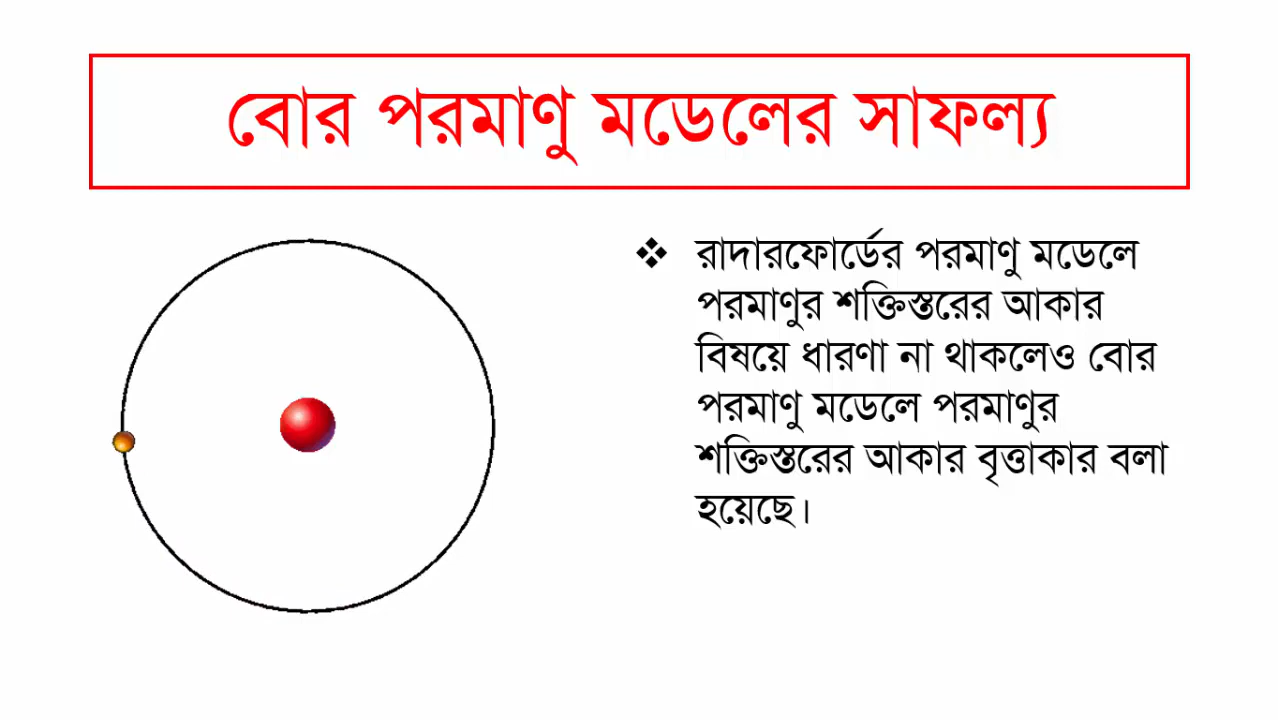 বোর পরমাণু মডেলের সাফল্য
❖ রাদারফোর্ডের পরমাণু মডেলে
পরমাণুর শক্তিস্তরের আকার
বিষয়ে ধারণা না থাকলেও বোর
পরমাণু মডেলে পরমাণুর
শক্তিস্তরের আকার বৃত্তাকার বলা
হয়েছে।